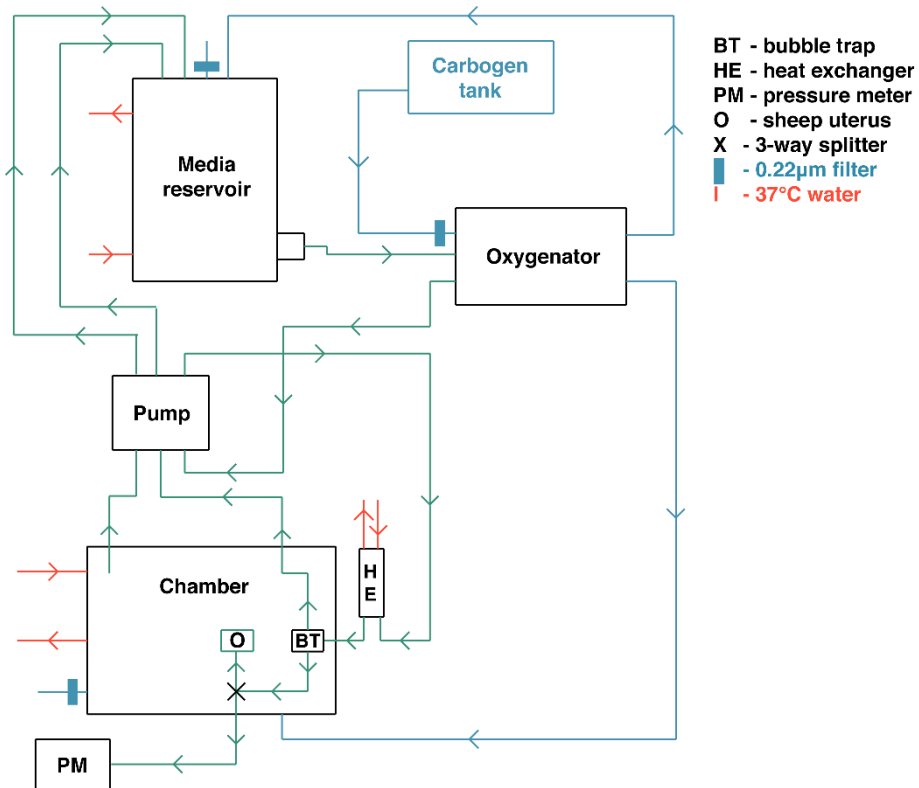 Carbogen
tank
BT - bubble trap
HE - heat exchanger
PM - pressure meter
O - sheep uterus
X - 3-way splitter
- 0.22µm filter
I - 37°C water
Media
reservoir
Oxygenator
Pump
H
E
Chamber
O
BT
PM